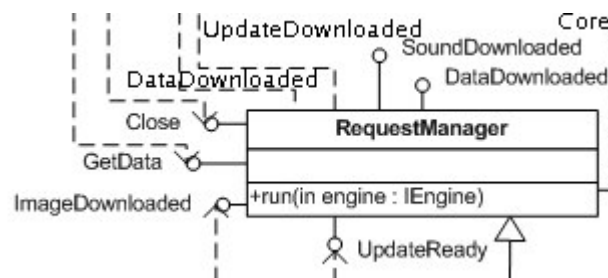 Core
UpdateDownloaded
SoundDownloaded
DataDownloaded
DataDownloaded
Close
RequestManager
GetData
+run(in engine : IEngine)
ImageDownloaded
UpdateReady